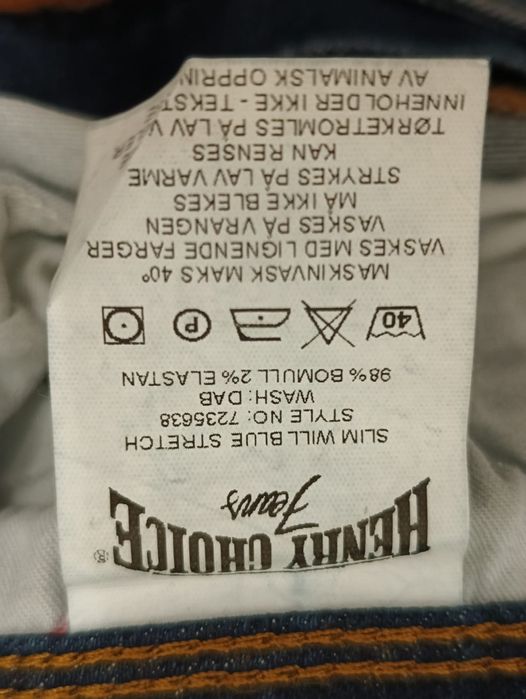 HENRY CHOICE ®
Jeans
SLIM WILL BLUE STRETCH
STYLE NO: 7235638
WASH: DAB
98% BOMULL 2% ELASTAN
40 P
MASKINVASK MAKS 40°
VASKES MED LIGNENDE FARGER
VASKES PÅ VRANGEN
MÅ IKKE BLEKES
STRYKES PÅ LAV VARME
KAN RENSES
TØRKETROMLES PÅ LAV
INNEHOLDER IKKE - TEKST
AV ANIMALSK